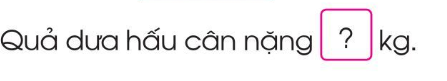 Quả dưa hấu cân nặng ? kg.